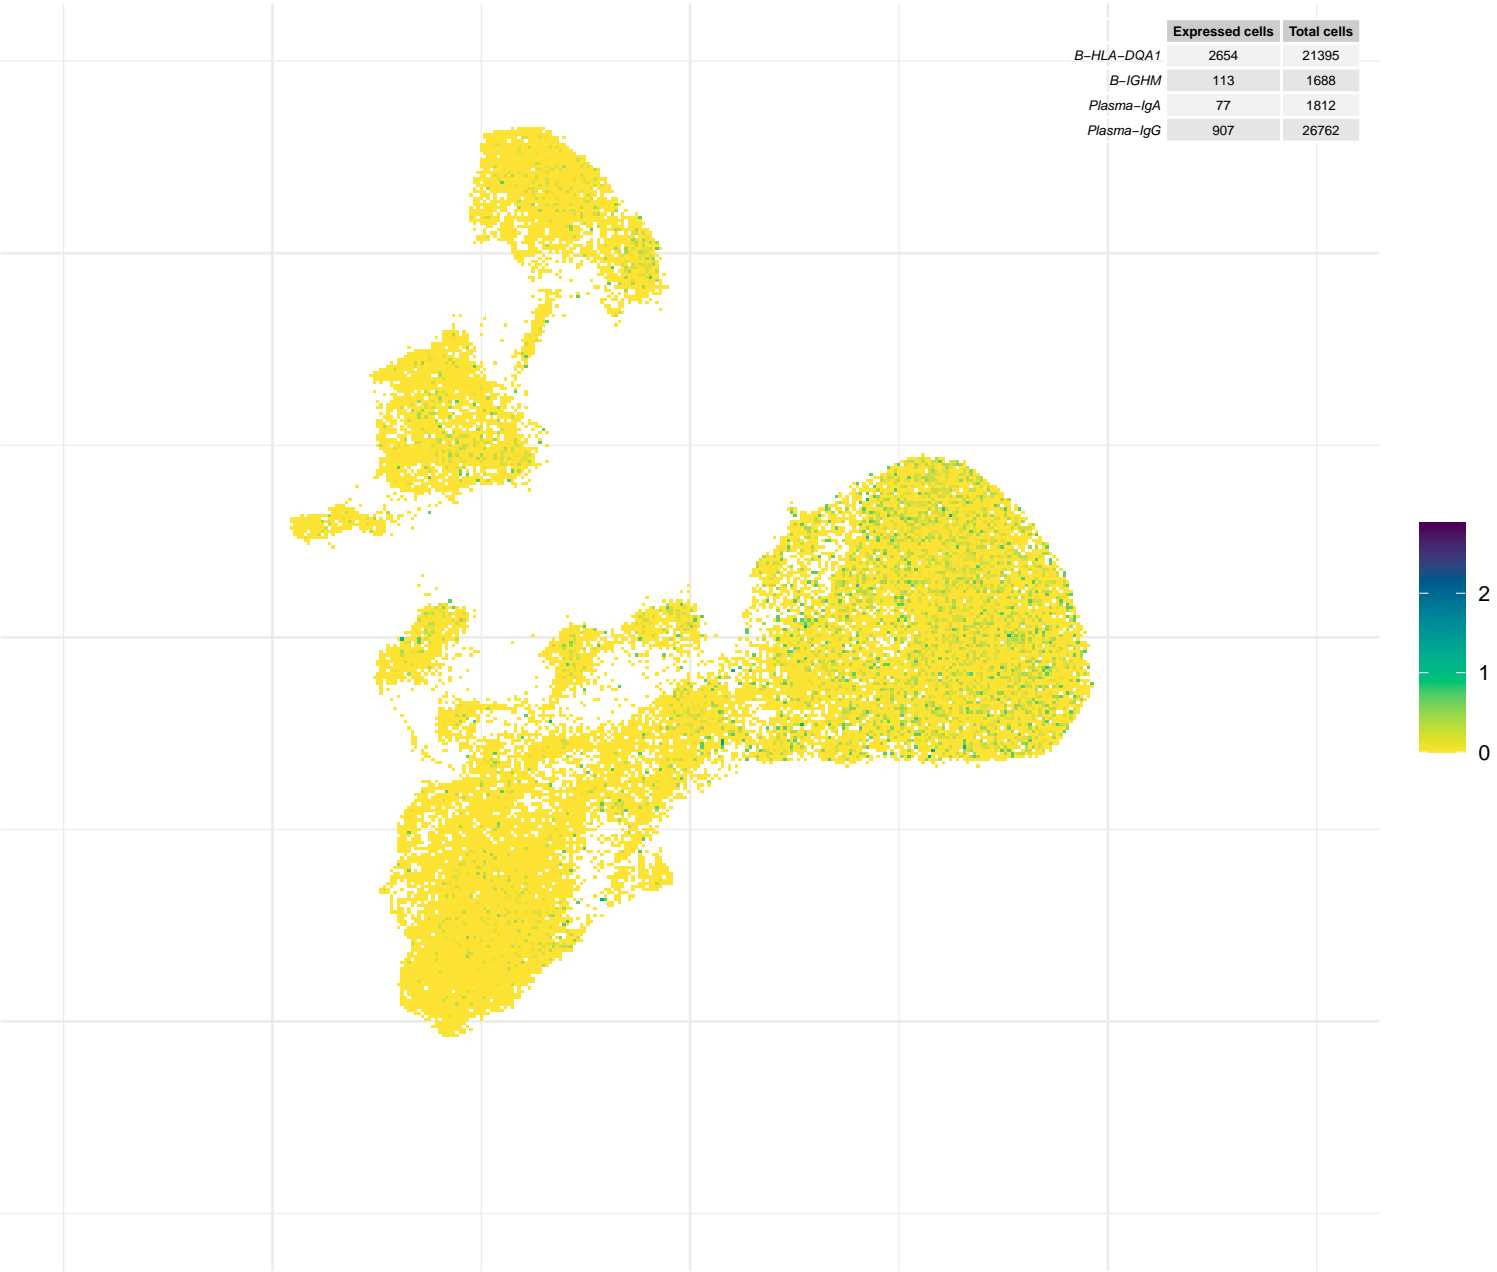 Expressed cells Total cells
B−HLA−DQA1 2654 21395
B−IGHM 113 1688
Plasma−IgA 77 1812
Plasma−IgG 907 26762
2
1
0